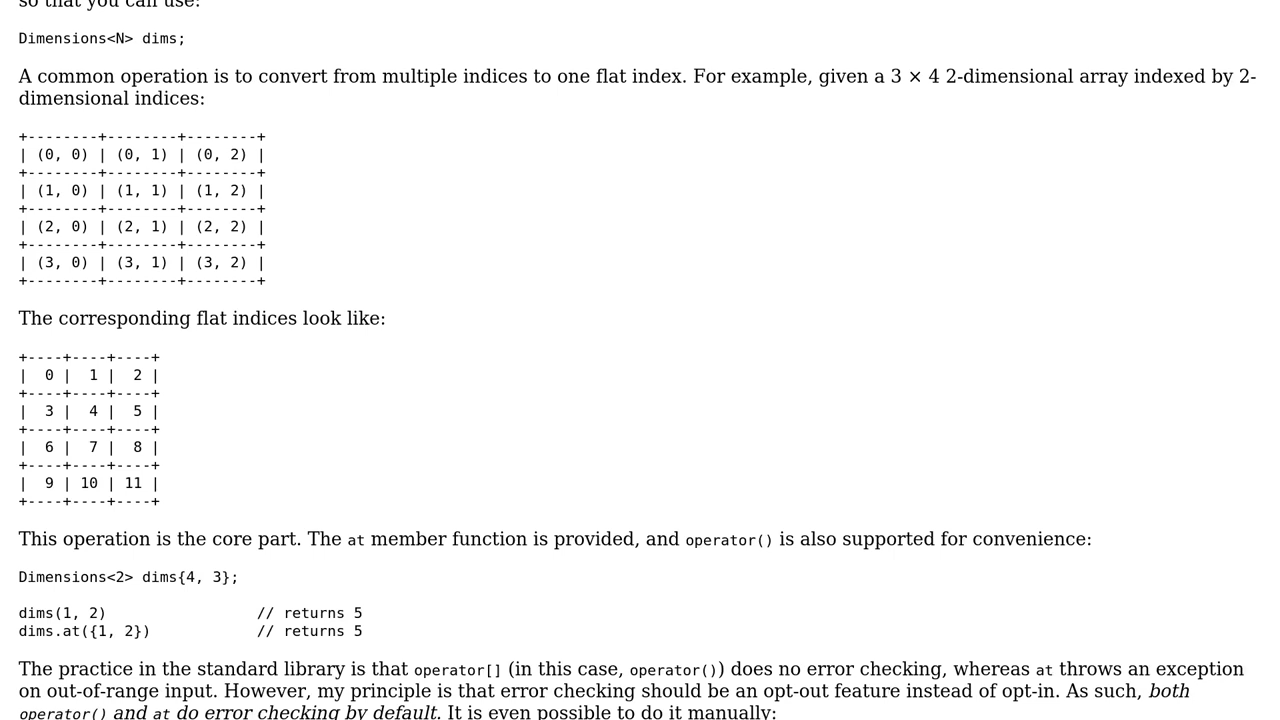 so that you can use:
Dimensions<N> dims;
A common operation is to convert from multiple indices to one flat index. For example, given a 3 × 4 2-dimensional array indexed by 2-
dimensional indices:
+--------+--------+--------+
| (0, 0) | (0, 1) | (0, 2) |
+--------+--------+--------+
| (1, 0) | (1, 1) | (1, 2) |
+--------+--------+--------+
| (2, 0) | (2, 1) | (2, 2) |
+--------+--------+--------+
| (3, 0) | (3, 1) | (3, 2) |
+--------+--------+--------+
The corresponding flat indices look like:
+----+----+----+
|  0 |  1 |  2 |
+----+----+----+
|  3 |  4 |  5 |
+----+----+----+
|  6 |  7 |  8 |
+----+----+----+
|  9 | 10 | 11 |
+----+----+----+
This operation is the core part. The at member function is provided, and operator() is also supported for convenience:
Dimensions<2> dims{4, 3};
dims(1, 2)                 // returns 5
dims.at({1, 2})            // returns 5
The practice in the standard library is that operator[] (in this case, operator()) does no error checking, whereas at throws an exception
on out-of-range input. However, my principle is that error checking should be an opt-out feature instead of opt-in. As such, both
operator() and at do error checking by default. It is even possible to do it manually: